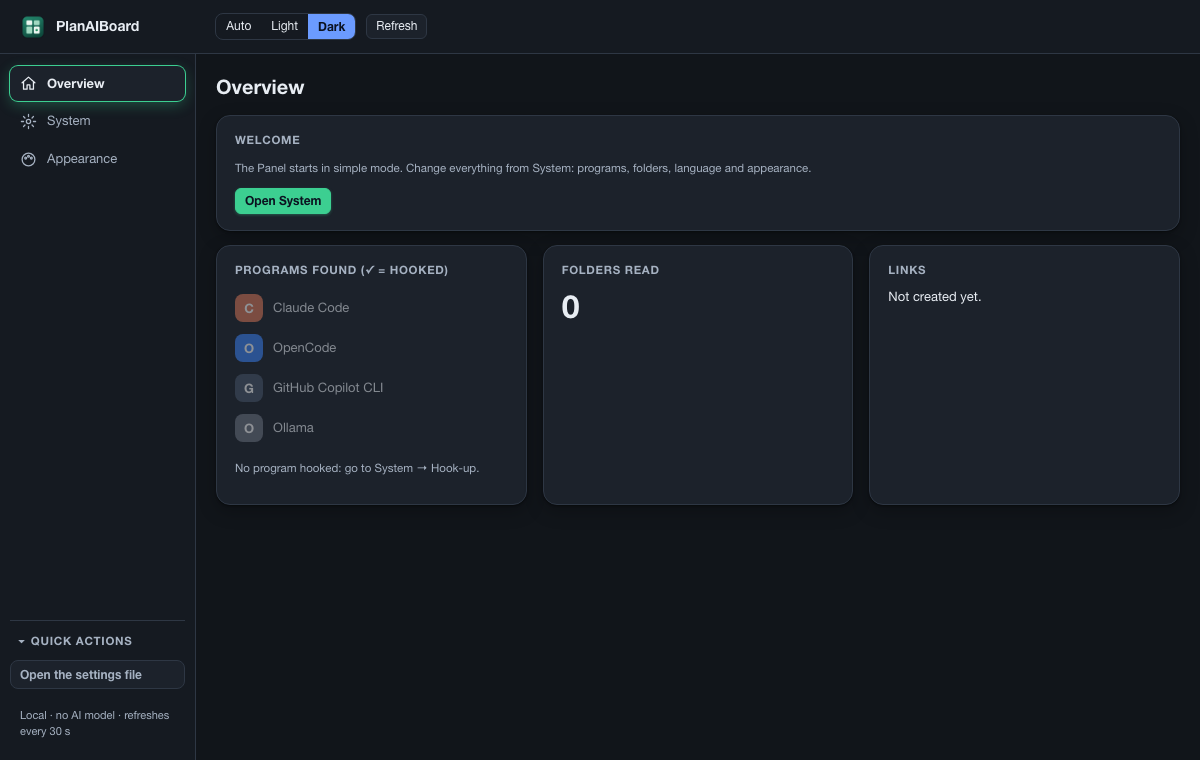 PlanAIBoard
Auto Light Dark Refresh
Overview
System
Appearance
QUICK ACTIONS
Open the settings file
Local · no AI model · refreshes
every 30 s
Overview
WELCOME
The Panel starts in simple mode. Change everything from System: programs, folders, language and appearance.
Open System
PROGRAMS FOUND (✓ = HOOKED)
C Claude Code
O OpenCode
G GitHub Copilot CLI
O Ollama
No program hooked: go to System → Hook-up.
FOLDERS READ
0
LINKS
Not created yet.